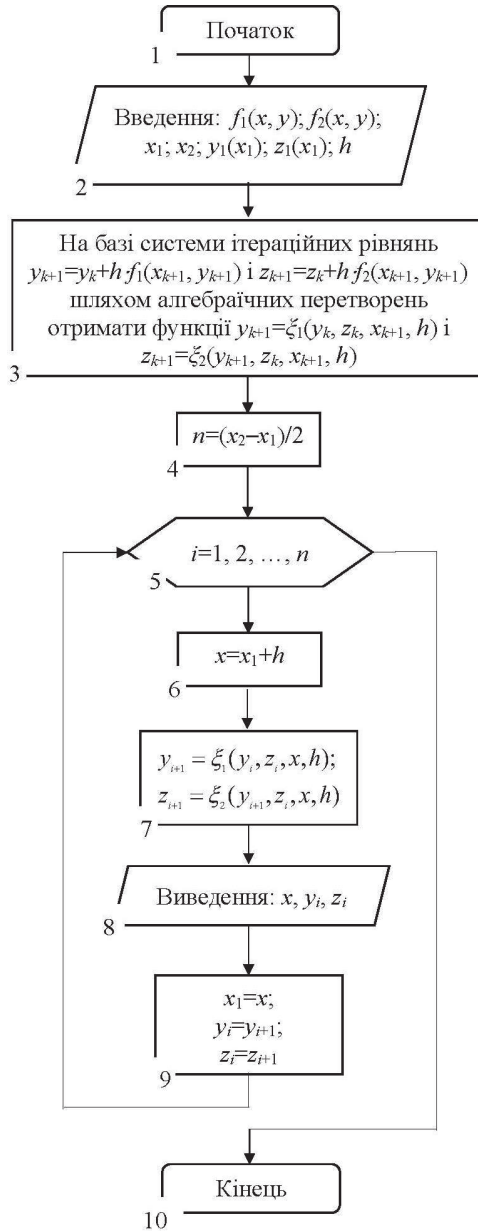 Початок
1
Введення: f₁(x, y); f₂(x, y);
x₁; x₂; y₁(x₁); z₁(x₁); h
2
На базі системи ітераційних рівнянь
yₖ₊₁=yₖ+h·f₁(xₖ₊₁, yₖ₊₁) і zₖ₊₁=zₖ+h·f₂(xₖ₊₁, yₖ₊₁)
шляхом алгебраїчних перетворень
отримати функції yₖ₊₁=ξ₁(yₖ, zₖ, xₖ₊₁, h) і
zₖ₊₁=ξ₂(yₖ₊₁, zₖ, xₖ₊₁, h)
3
n=(x₂–x₁)/2
4
i=1, 2, …, n
5
x=x₁+h
6
yᵢ₊₁ = ξ₁(yᵢ, zᵢ, x, h);
zᵢ₊₁ = ξ₂(yᵢ₊₁, zᵢ, x, h)
7
Виведення: x, yᵢ, zᵢ
8
x₁=x;
yᵢ=yᵢ₊₁;
zᵢ=zᵢ₊₁
9
Кінець
10